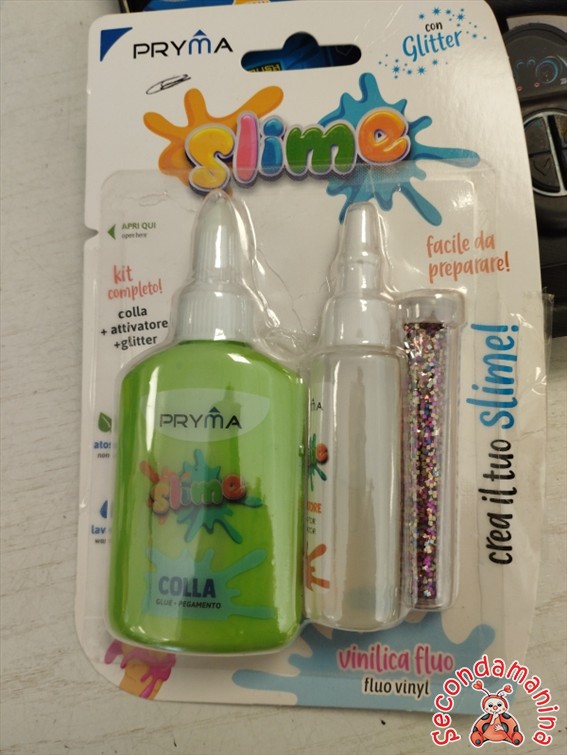 PRYMA
con
Glitter
slime
APRI QUI
open here
kit
completo!
colla
+ attivatore
+glitter
facile da
preparare!
crea il tuo slime!
PRYMA
slime
COLLA
GLUE • PEGAMENTO
vinilica fluo
fluo vinyl
secondamanina